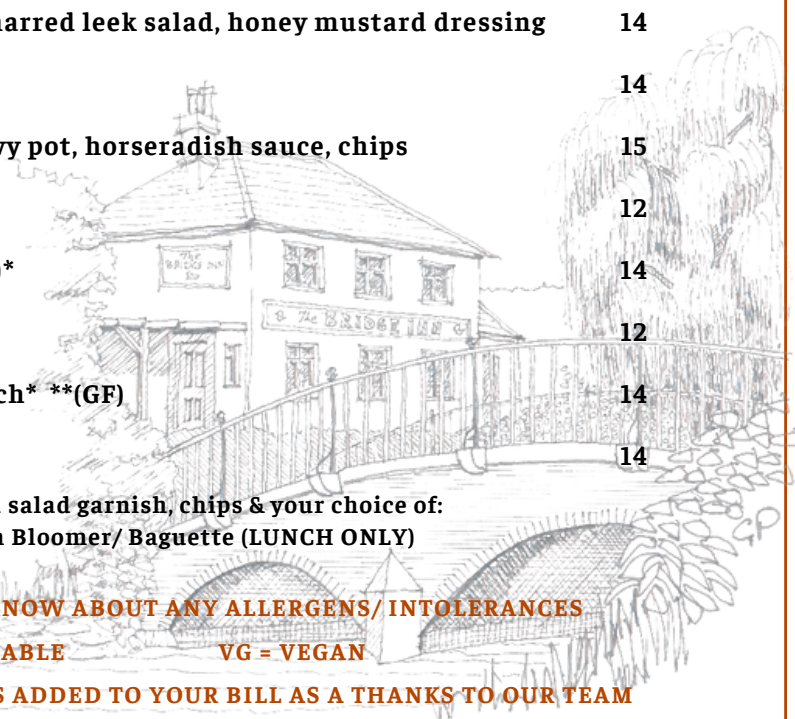 arred leek salad, honey mustard dressing 14
14
y pot, horseradish sauce, chips 15
12
* 14
12
ch* **(GF) 14
14
salad garnish, chips & your choice of:
Bloomer/ Baguette (LUNCH ONLY)
The
BRIDGE INN
The BRIDGE INN
GP
NOW ABOUT ANY ALLERGENS/ INTOLERANCES
ABLE VG = VEGAN
S ADDED TO YOUR BILL AS A THANKS TO OUR TEAM